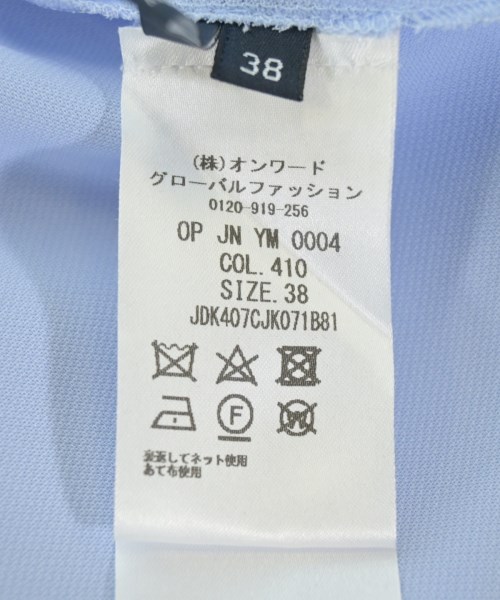 38
(株)オンワード
グローバルファッション
0120-919-256
OP JN YM 0004
COL.410
SIZE.38
JDK407CJK071B81
F
W
裏返してネット使用
あて布使用